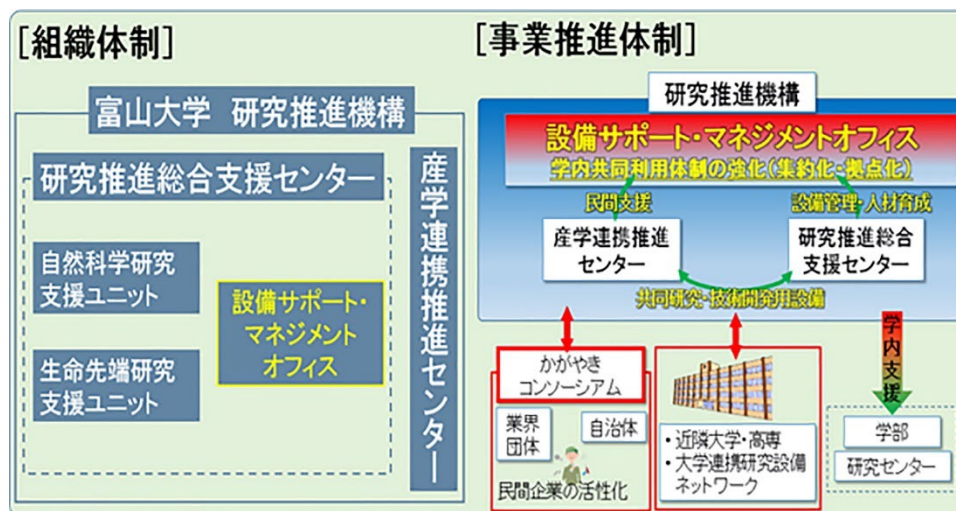 [組織体制]
富山大学 研究推進機構
研究推進総合支援センター
自然科学研究
支援ユニット
生命先端研究
支援ユニット
設備サポート・
マネジメント
オフィス
産学連携推進センター
[事業推進体制]
研究推進機構
設備サポート・マネジメントオフィス
学内共同利用体制の強化(集約化・拠点化)
民間支援
設備管理・人材育成
産学連携推進
センター
研究推進総合
支援センター
共同研究・技術開発用設備
かがやき
コンソーシアム
業界
団体
自治体
民間企業の活性化
・近隣大学・高専
・大学連携研究設備
ネットワーク
学内支援
学部
研究センター